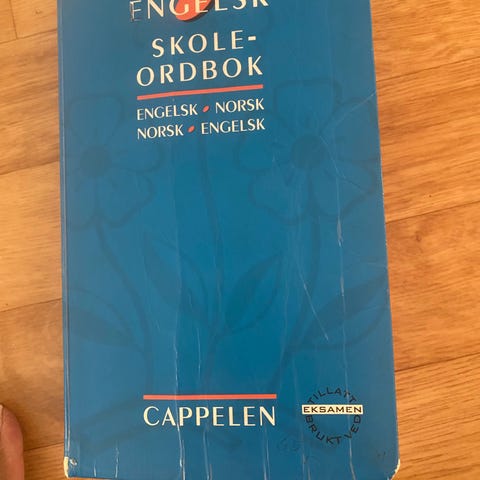 ENGELSK
SKOLE-
ORDBOK
ENGELSK • NORSK
NORSK • ENGELSK
CAPPELEN
TILLATT
EKSAMEN
BRUKT VED